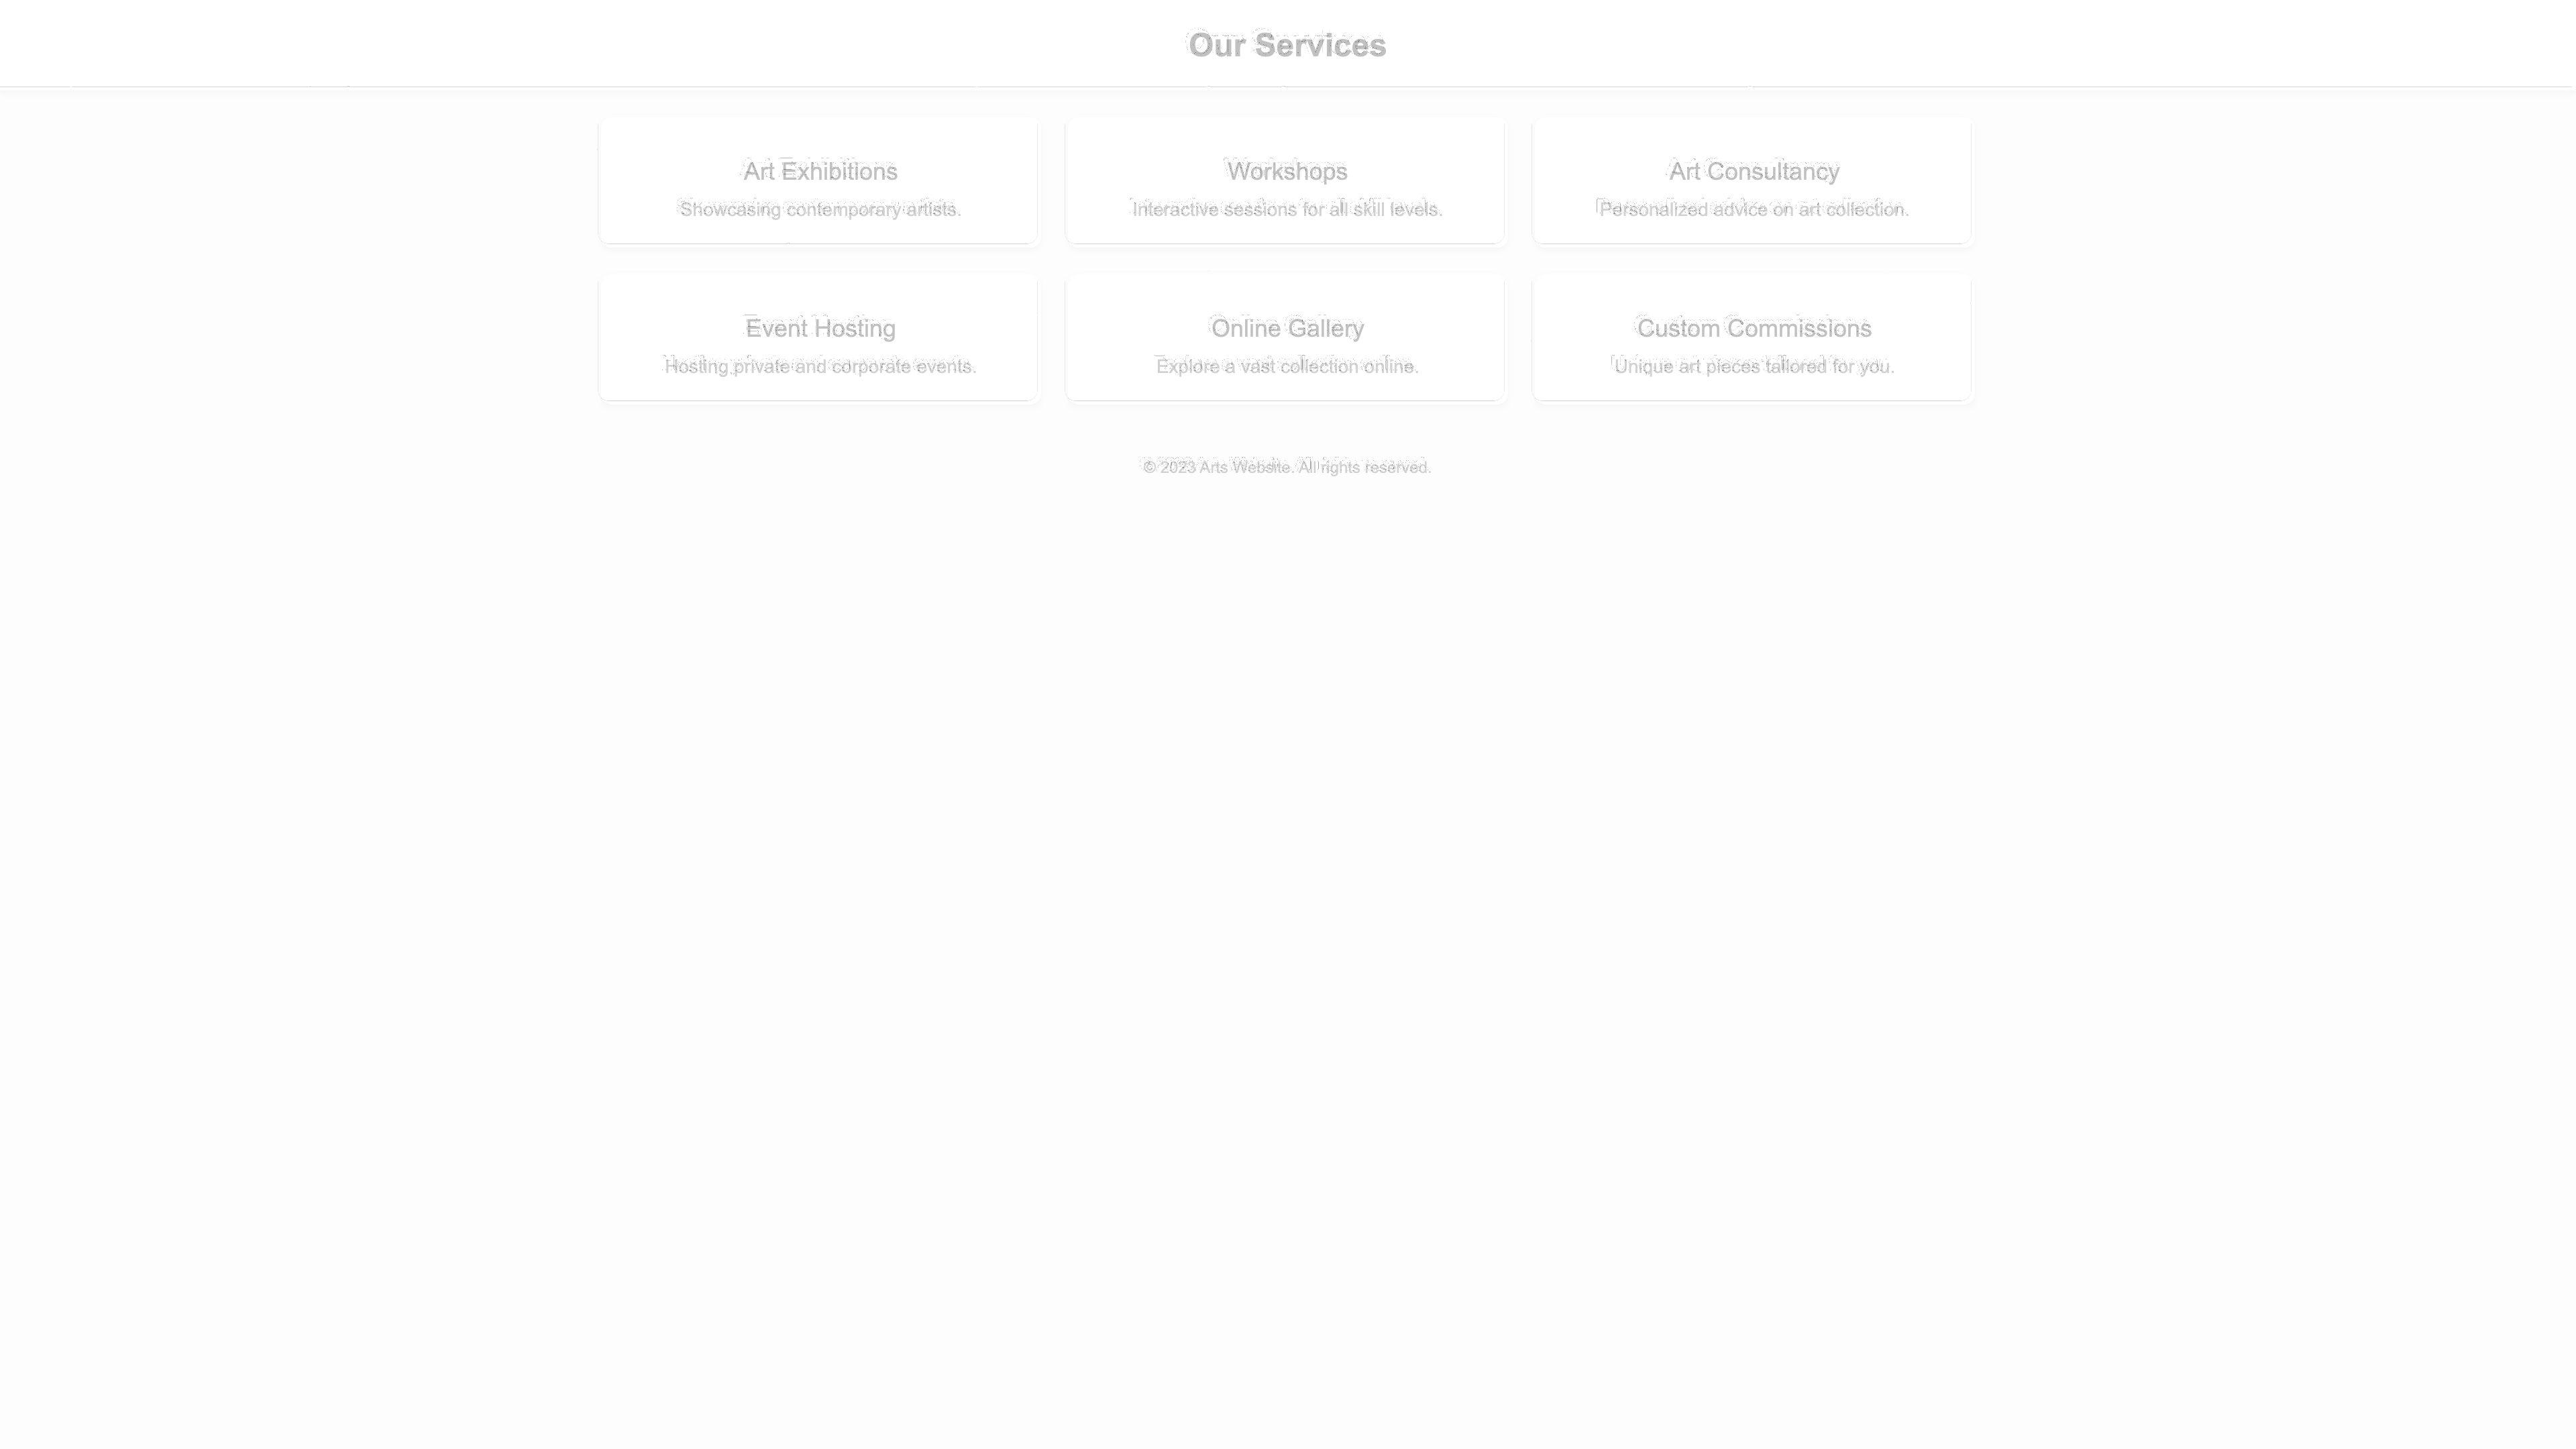 Our Services
Art Exhibitions
Showcasing contemporary artists.
Workshops
Interactive sessions for all skill levels.
Art Consultancy
Personalized advice on art collection.
Event Hosting
Hosting private and corporate events.
Online Gallery
Explore a vast collection online.
Custom Commissions
Unique art pieces tailored for you.
© 2023 Arts Website. All rights reserved.